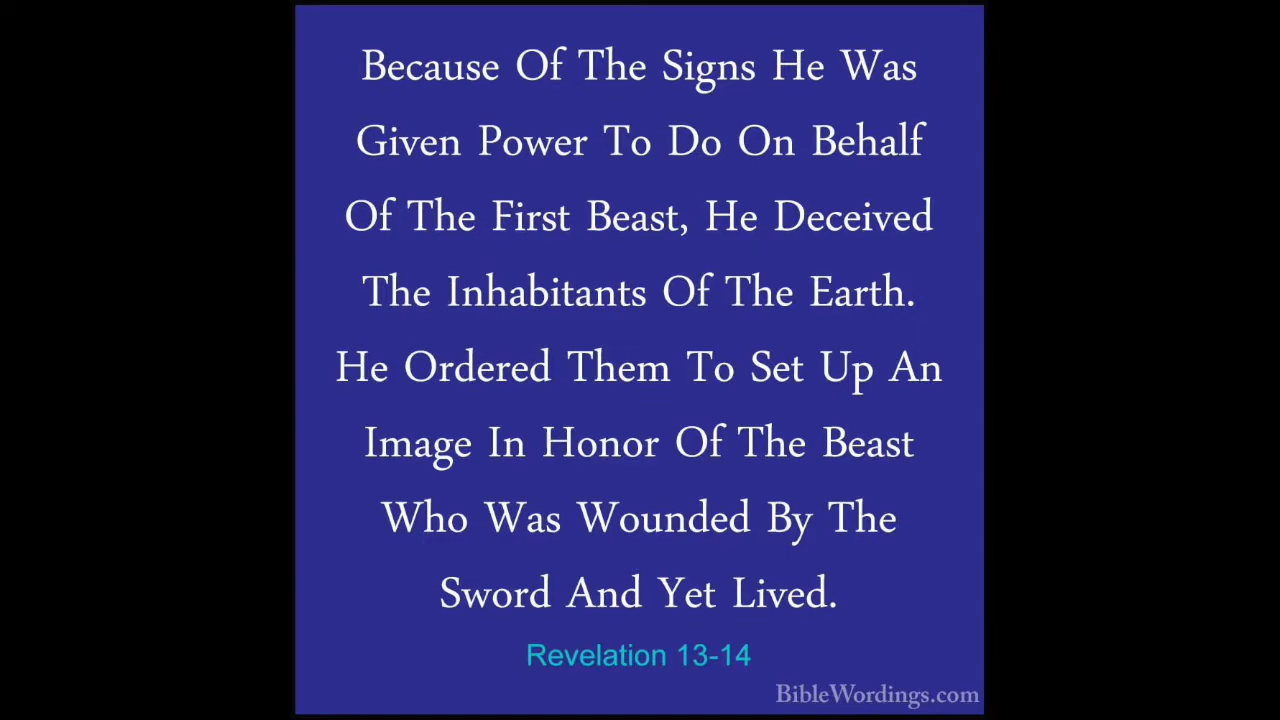 Because Of The Signs He Was
Given Power To Do On Behalf
Of The First Beast, He Deceived
The Inhabitants Of The Earth.
He Ordered Them To Set Up An
Image In Honor Of The Beast
Who Was Wounded By The
Sword And Yet Lived.
Revelation 13-14
BibleWordings.com